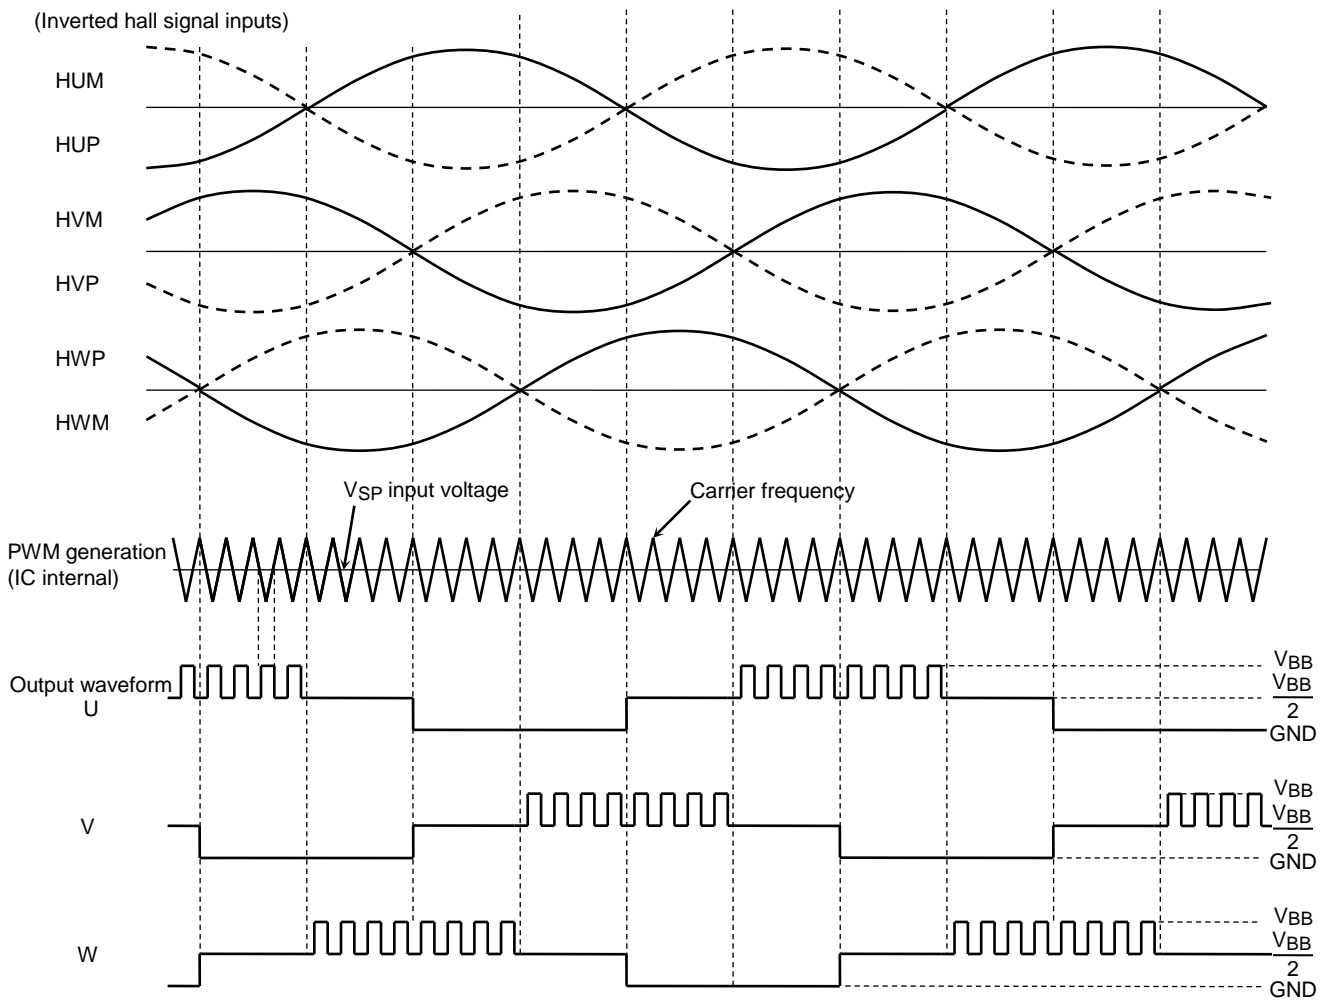 (Inverted hall signal inputs)
HUM
HUP
HVM
HVP
HWP
HWM
VSP input voltage
Carrier frequency
PWM generation
(IC internal)
Output waveform
U
VBB
VBB
2
GND
V
VBB
VBB
2
GND
W
VBB
VBB
2
GND